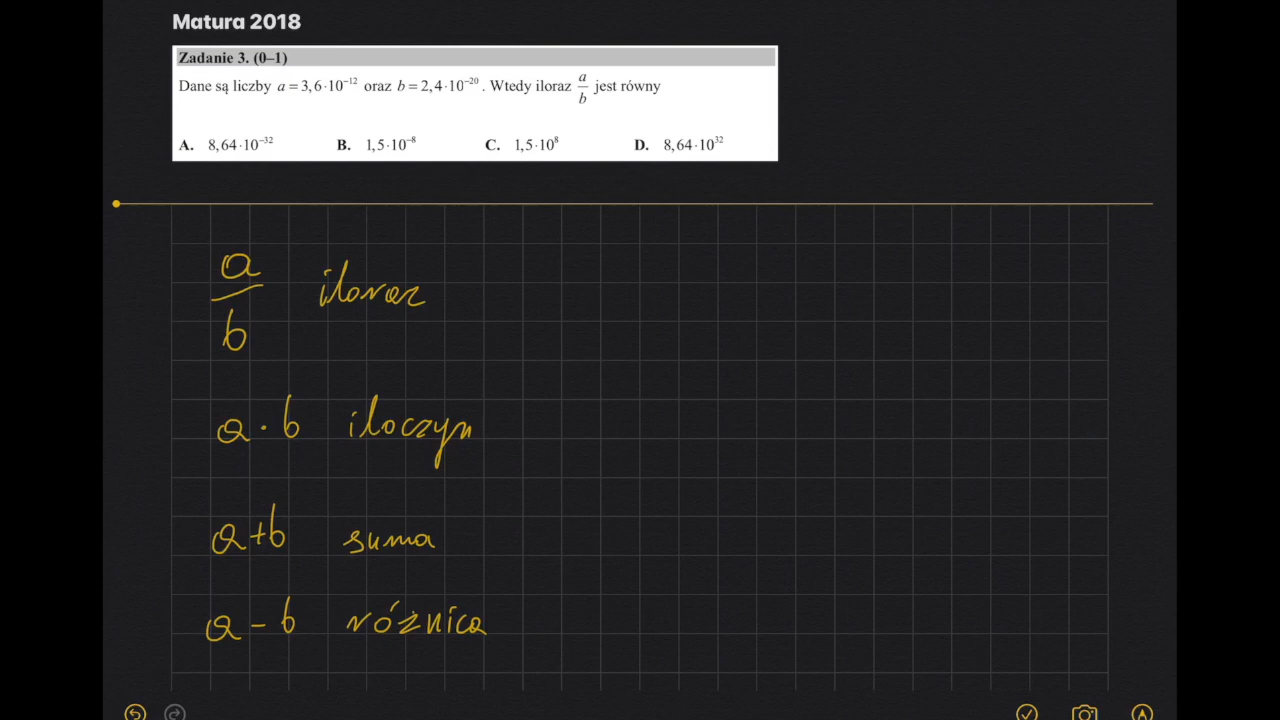 Matura 2018
Zadanie 3. (0–1)
Dane są liczby a = 3,6·10⁻¹² oraz b = 2,4·10⁻²⁰. Wtedy iloraz a/b jest równy
A. 8,64·10⁻³² B. 1,5·10⁻⁸ C. 1,5·10⁸ D. 8,64·10³²
a/b iloraz
a · b iloczyn
a+b suma
a – b różnica